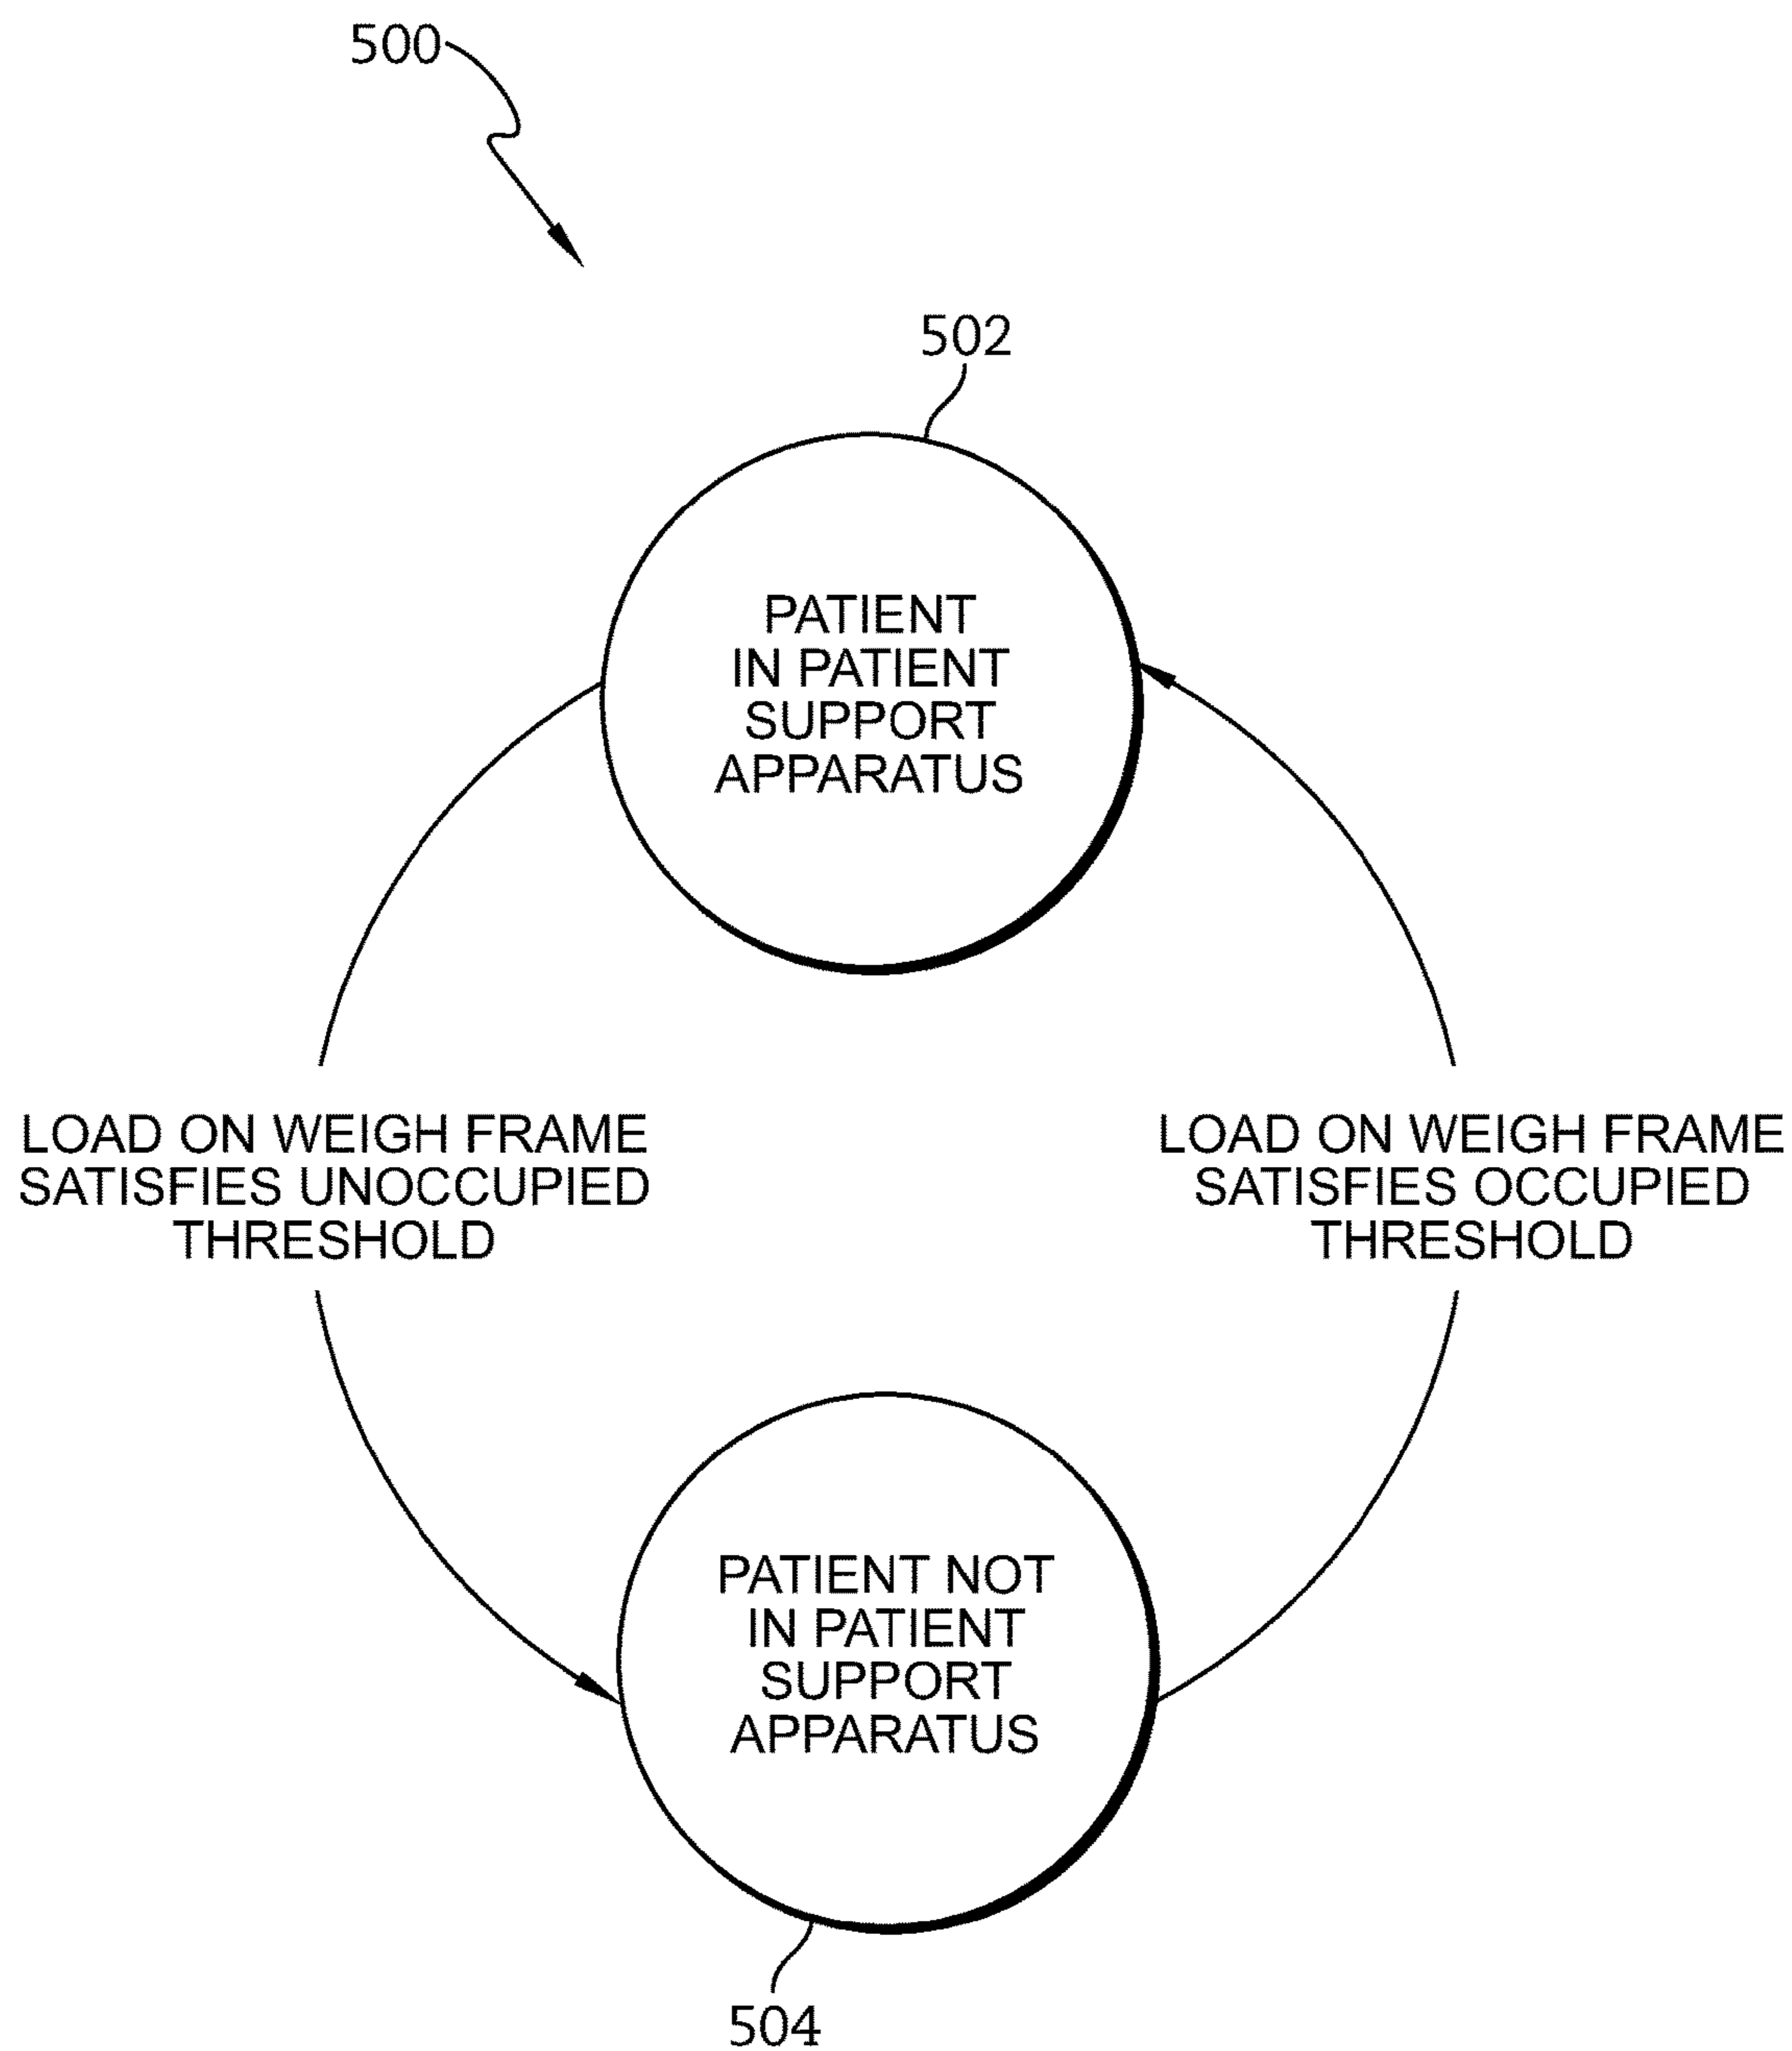 500
502
PATIENT
IN PATIENT
SUPPORT
APPARATUS
LOAD ON WEIGH FRAME
SATISFIES UNOCCUPIED
THRESHOLD
LOAD ON WEIGH FRAME
SATISFIES OCCUPIED
THRESHOLD
PATIENT NOT
IN PATIENT
SUPPORT
APPARATUS
504